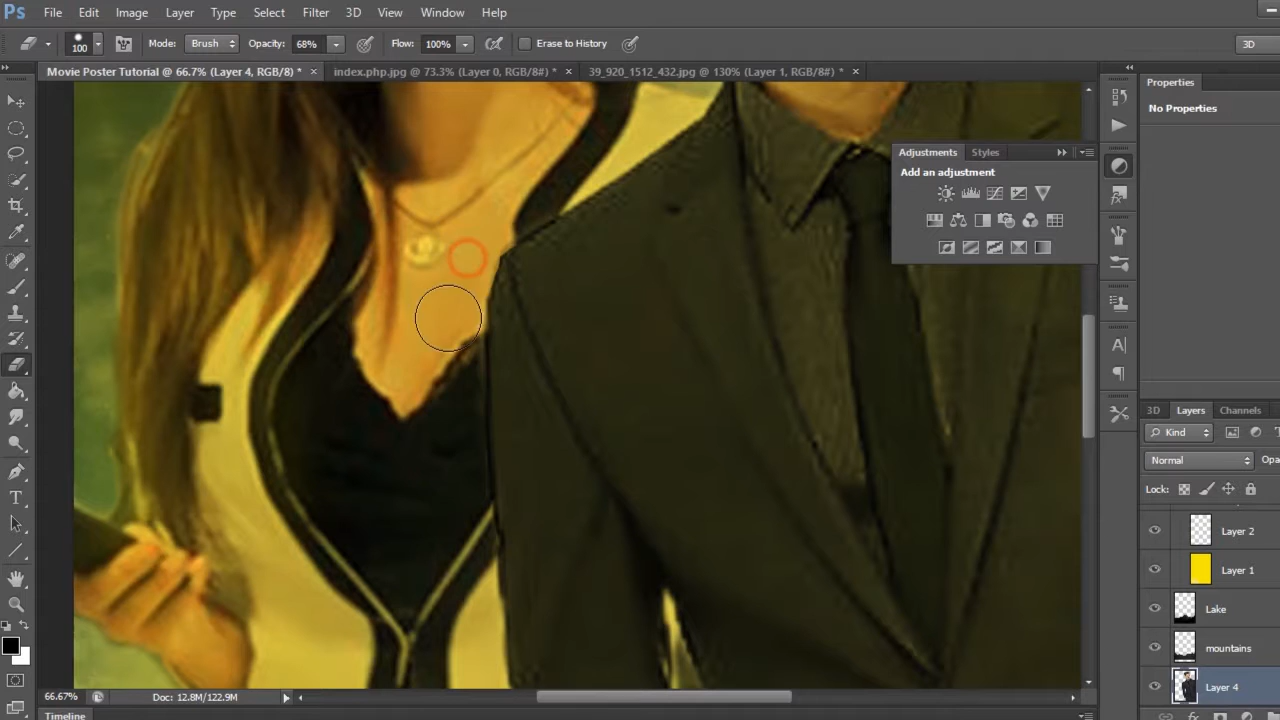 Ps File Edit Image Layer Type Select Filter 3D View Window Help
100 Mode: Brush Opacity: 68% Flow: 100% Erase to History 3D
Movie Poster Tutorial @ 66.7% (Layer 4, RGB/8) * × index.php.jpg @ 73.3% (Layer 0, RGB/8#) * × 39_920_1512_432.jpg @ 130% (Layer 1, RGB/8#) * ×
Properties
No Properties
Adjustments Styles
Add an adjustment
3D Layers Channels
Kind
Normal Opa
Lock:
Layer 2
Layer 1
Lake
mountains
Layer 4
66.67% Doc: 12.8M/122.9M
Timeline